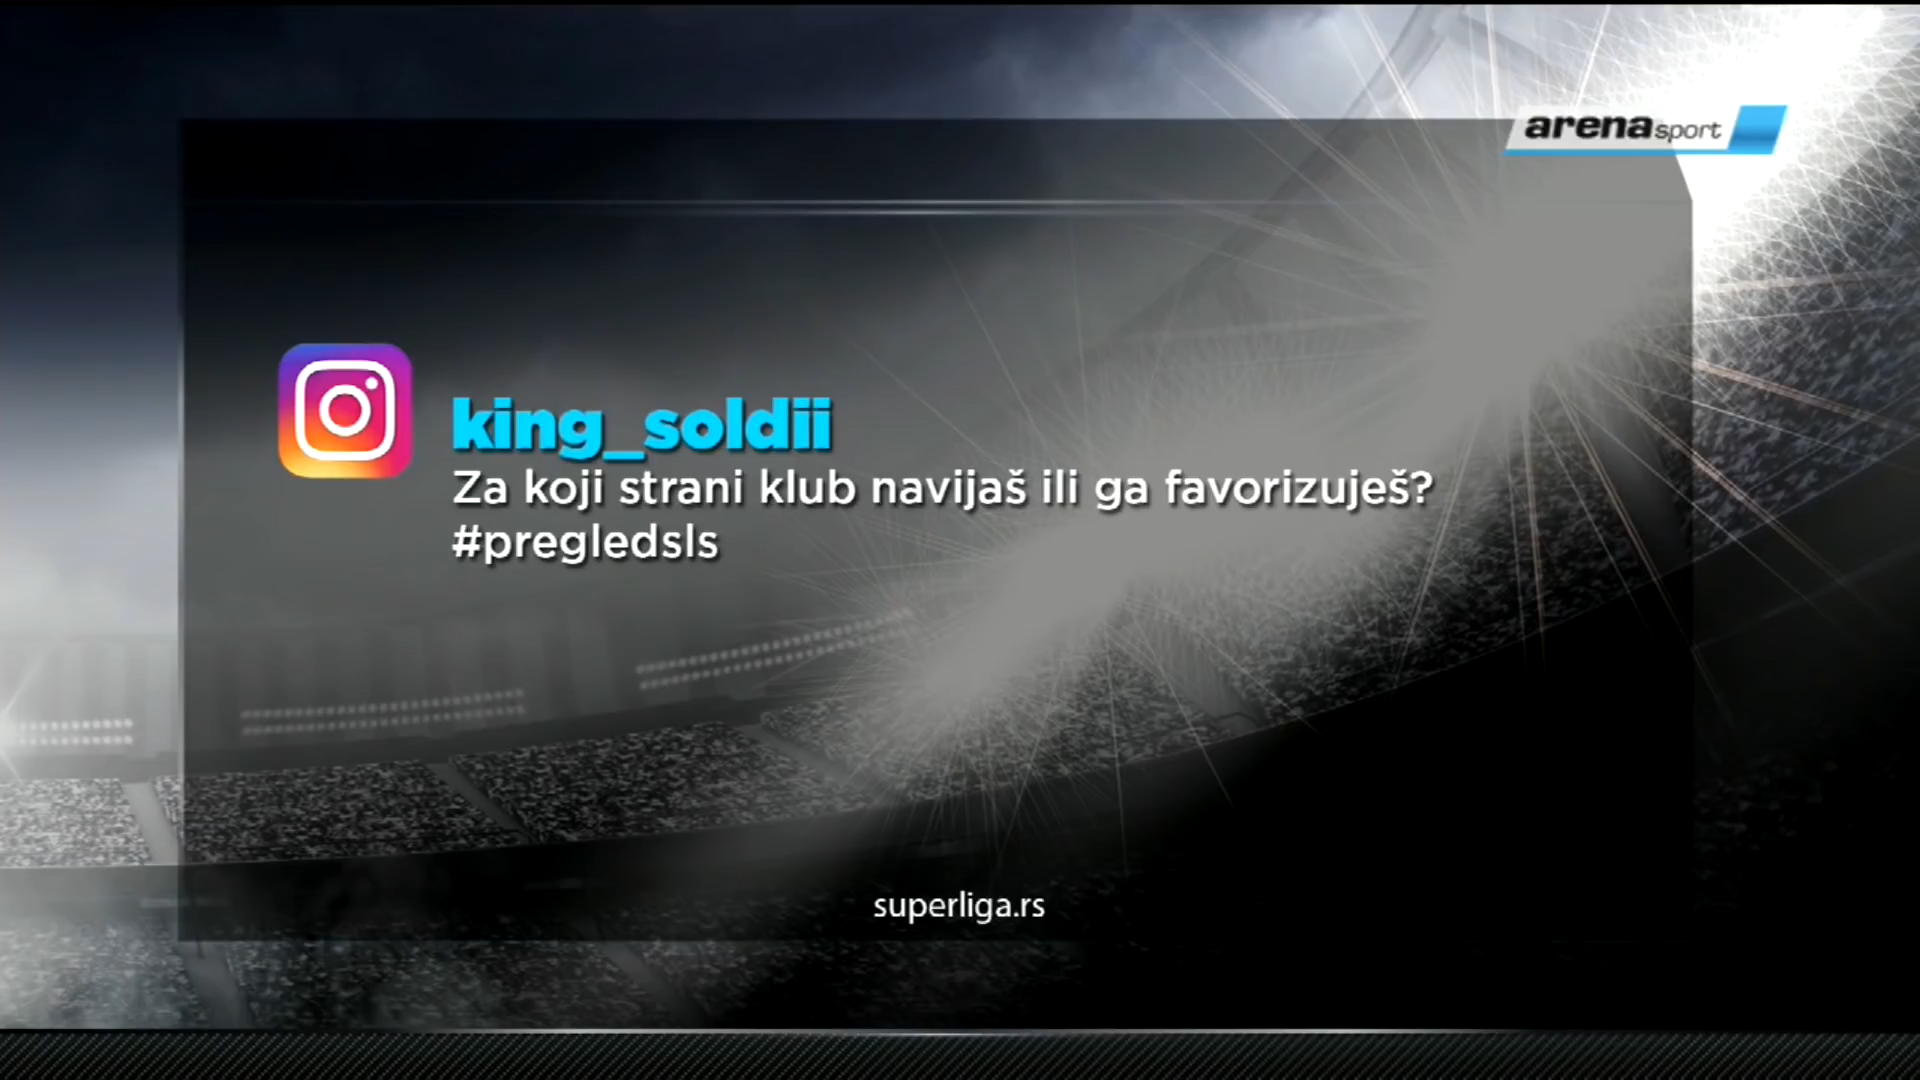 arenasport
king_soldii
Za koji strani klub navijaš ili ga favorizuješ?
#pregledsls
superliga.rs